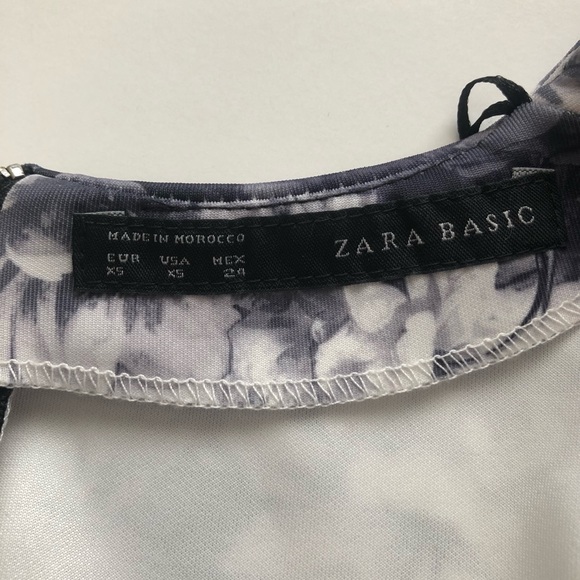 MADE IN MOROCCO
EUR USA MEX
XS XS 24
ZARA BASIC